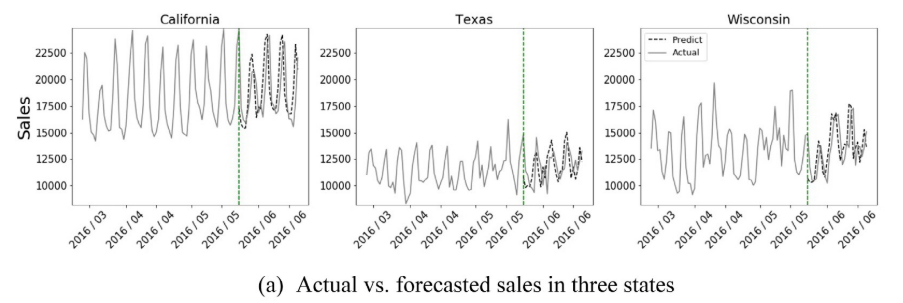 California
Texas
Wisconsin
Sales
22500
20000
17500
15000
12500
10000
2016 / 03
2016 / 04
2016 / 04
2016 / 05
2016 / 05
2016 / 06
2016 / 06
22500
20000
17500
15000
12500
10000
2016 / 03
2016 / 04
2016 / 04
2016 / 05
2016 / 05
2016 / 06
2016 / 06
Predict
Actual
22500
20000
17500
15000
12500
10000
2016 / 03
2016 / 04
2016 / 04
2016 / 05
2016 / 05
2016 / 06
2016 / 06
(a) Actual vs. forecasted sales in three states